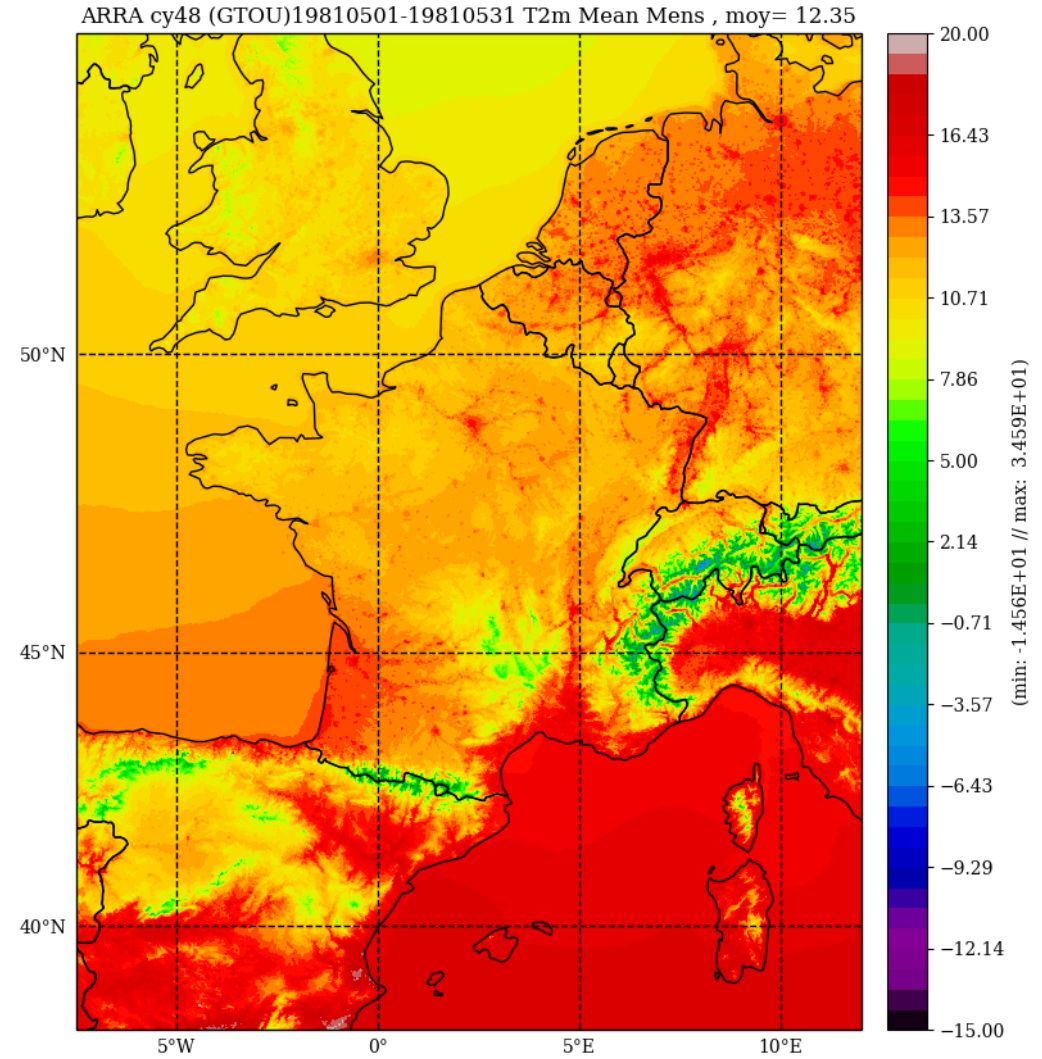 ARRA cy48 (GTOU)19810501-19810531 T2m Mean Mens , moy= 12.35
20.00
16.43
13.57
10.71
7.86
5.00
2.14
−0.71
−3.57
−6.43
−9.29
−12.14
−15.00
(min: -1.456E+01 // max:  3.459E+01)
50°N
45°N
40°N
5°W
0°
5°E
10°E